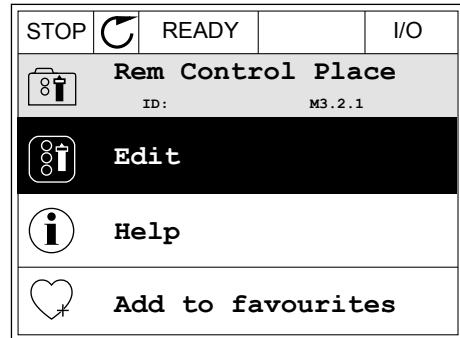 STOP READY I/O
Rem Control Place
ID: M3.2.1
Edit
Help
Add to favourites